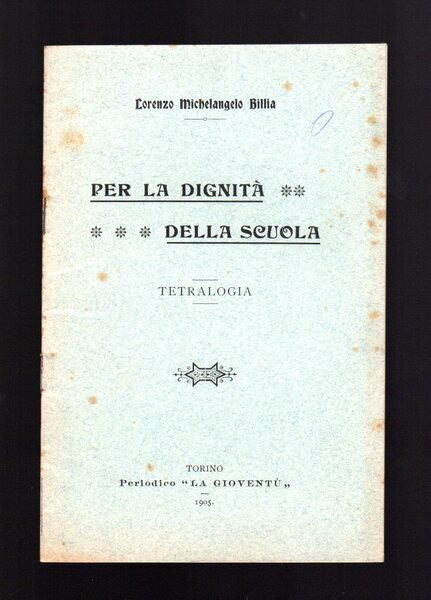 Lorenzo Michelangelo Billia
PER LA DIGNITÀ
DELLA SCUOLA
TETRALOGIA
TORINO
Periodico “LA GIOVENTÙ„
1905.